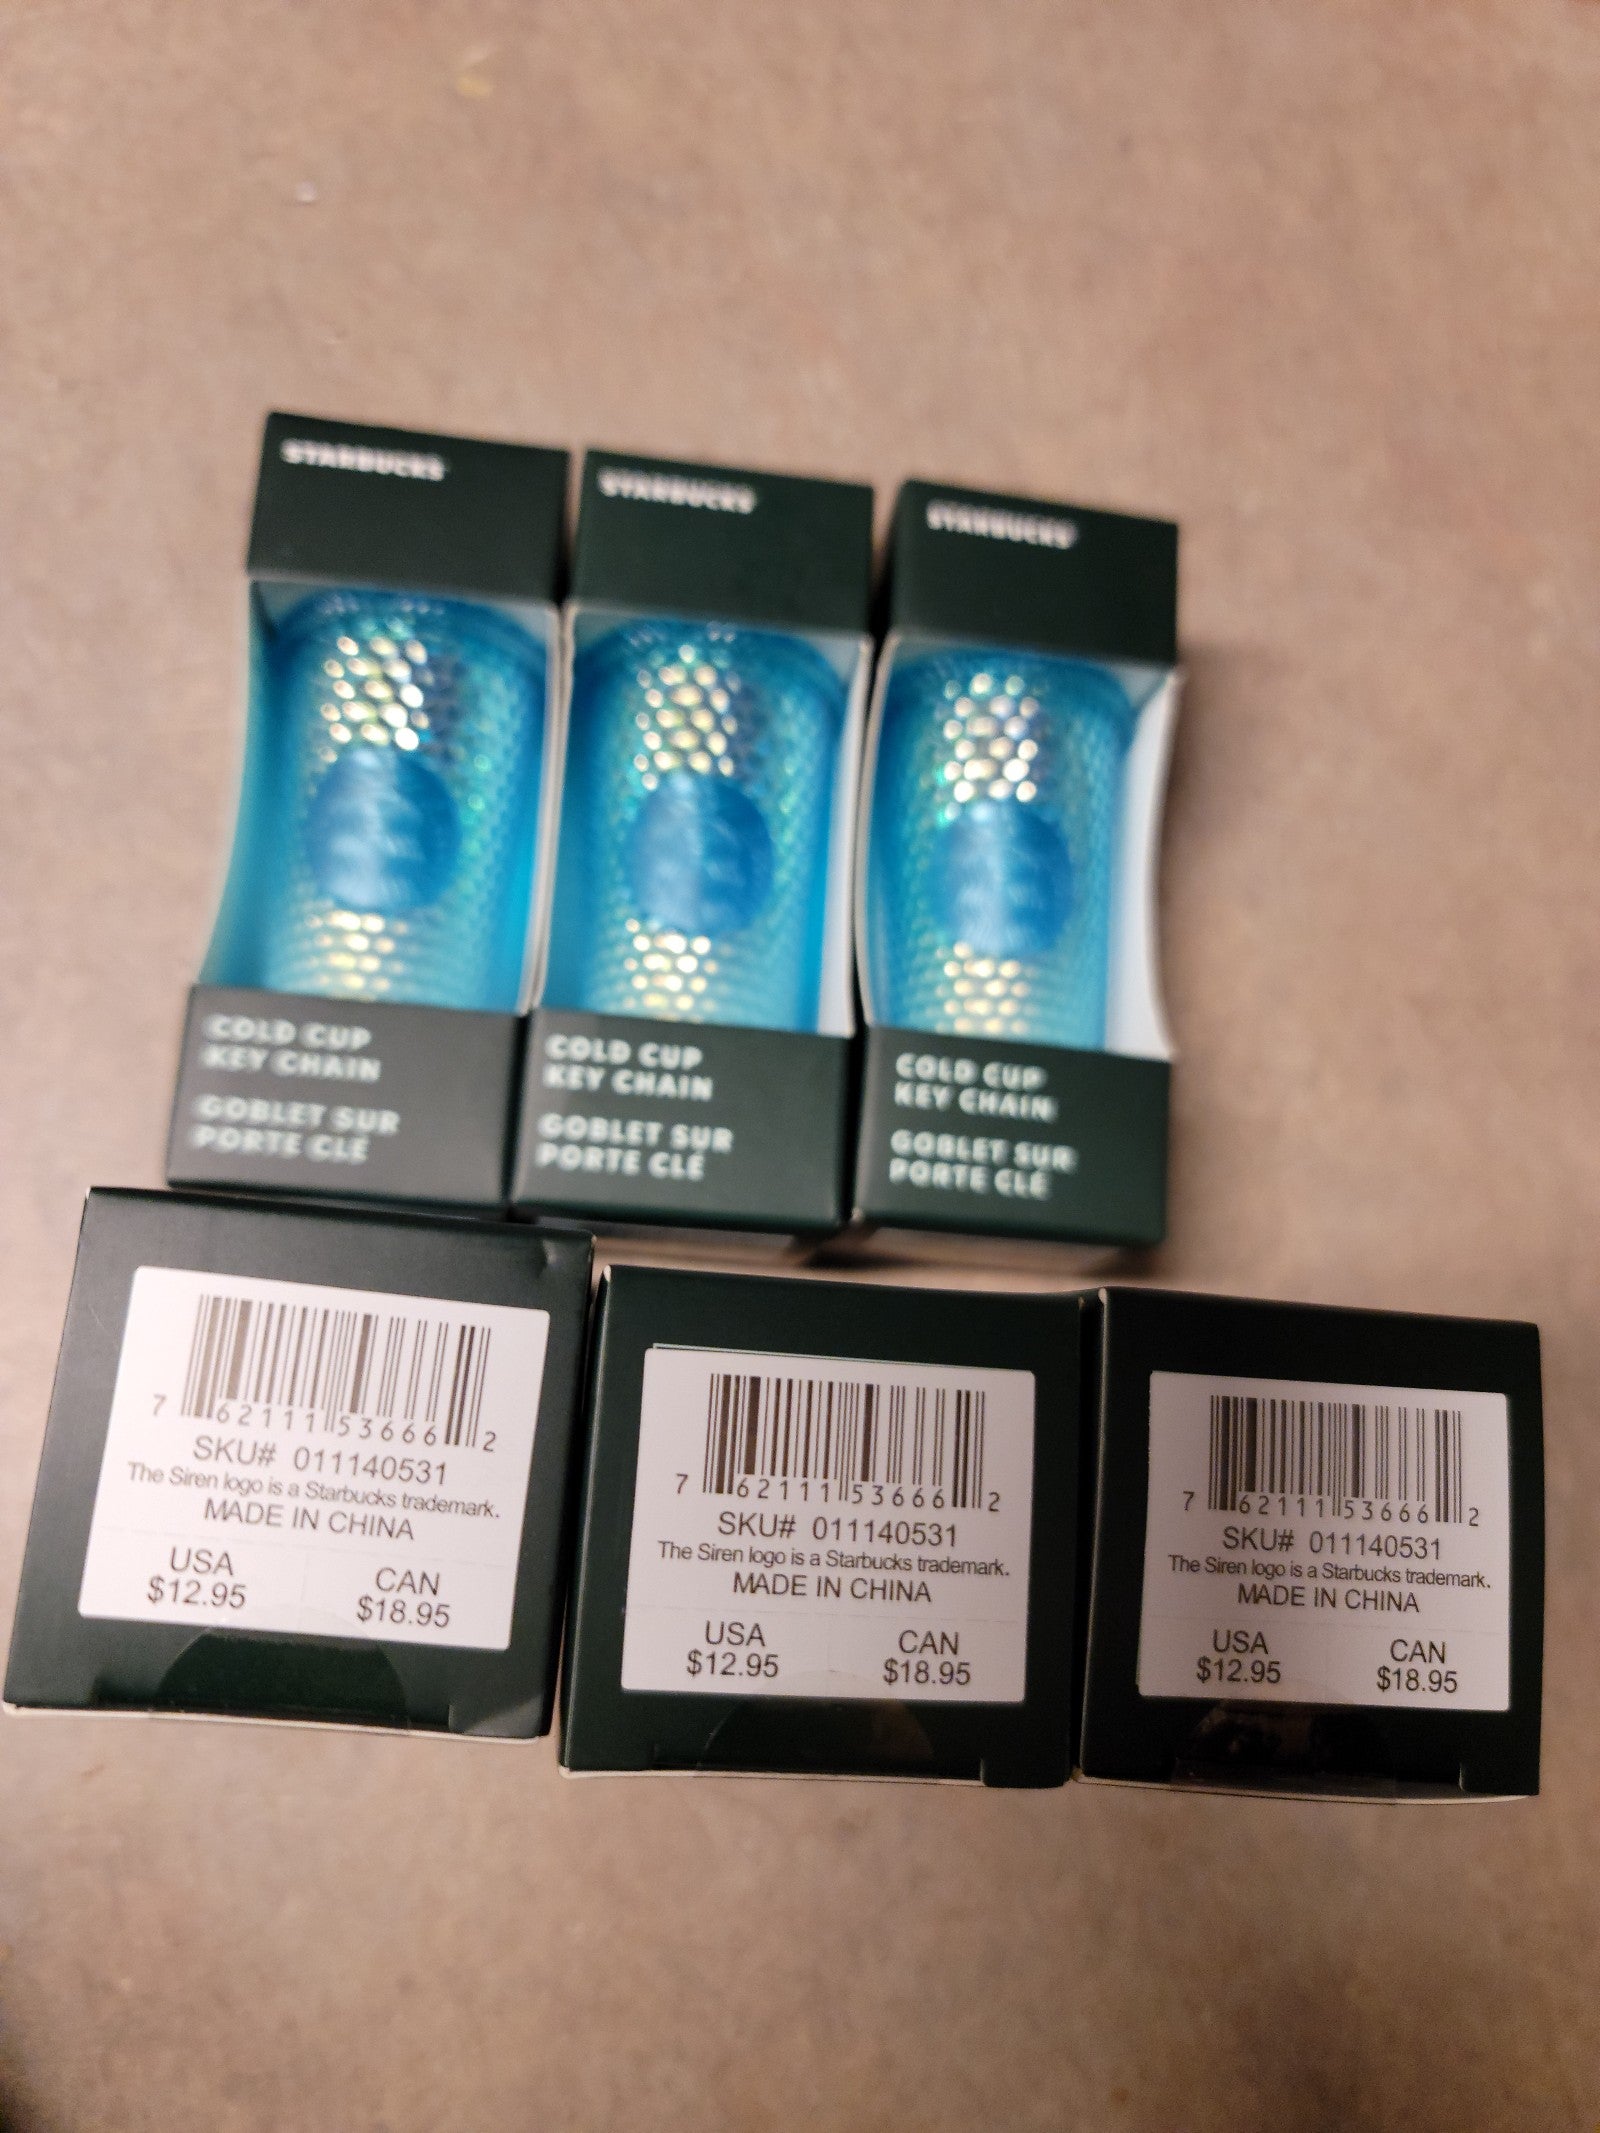 STARBUCKS
COLD CUP
KEY CHAIN
GOBLET SUR
PORTE CLÉ
STARBUCKS
COLD CUP
KEY CHAIN
GOBLET SUR
PORTE CLÉ
STARBUCKS
COLD CUP
KEY CHAIN
GOBLET SUR
PORTE CLÉ
7 62111 53666 2
SKU# 011140531
The Siren logo is a Starbucks trademark.
MADE IN CHINA
USA CAN
$12.95 $18.95
7 62111 53666 2
SKU# 011140531
The Siren logo is a Starbucks trademark.
MADE IN CHINA
USA CAN
$12.95 $18.95
7 62111 53666 2
SKU# 011140531
The Siren logo is a Starbucks trademark.
MADE IN CHINA
USA CAN
$12.95 $18.95